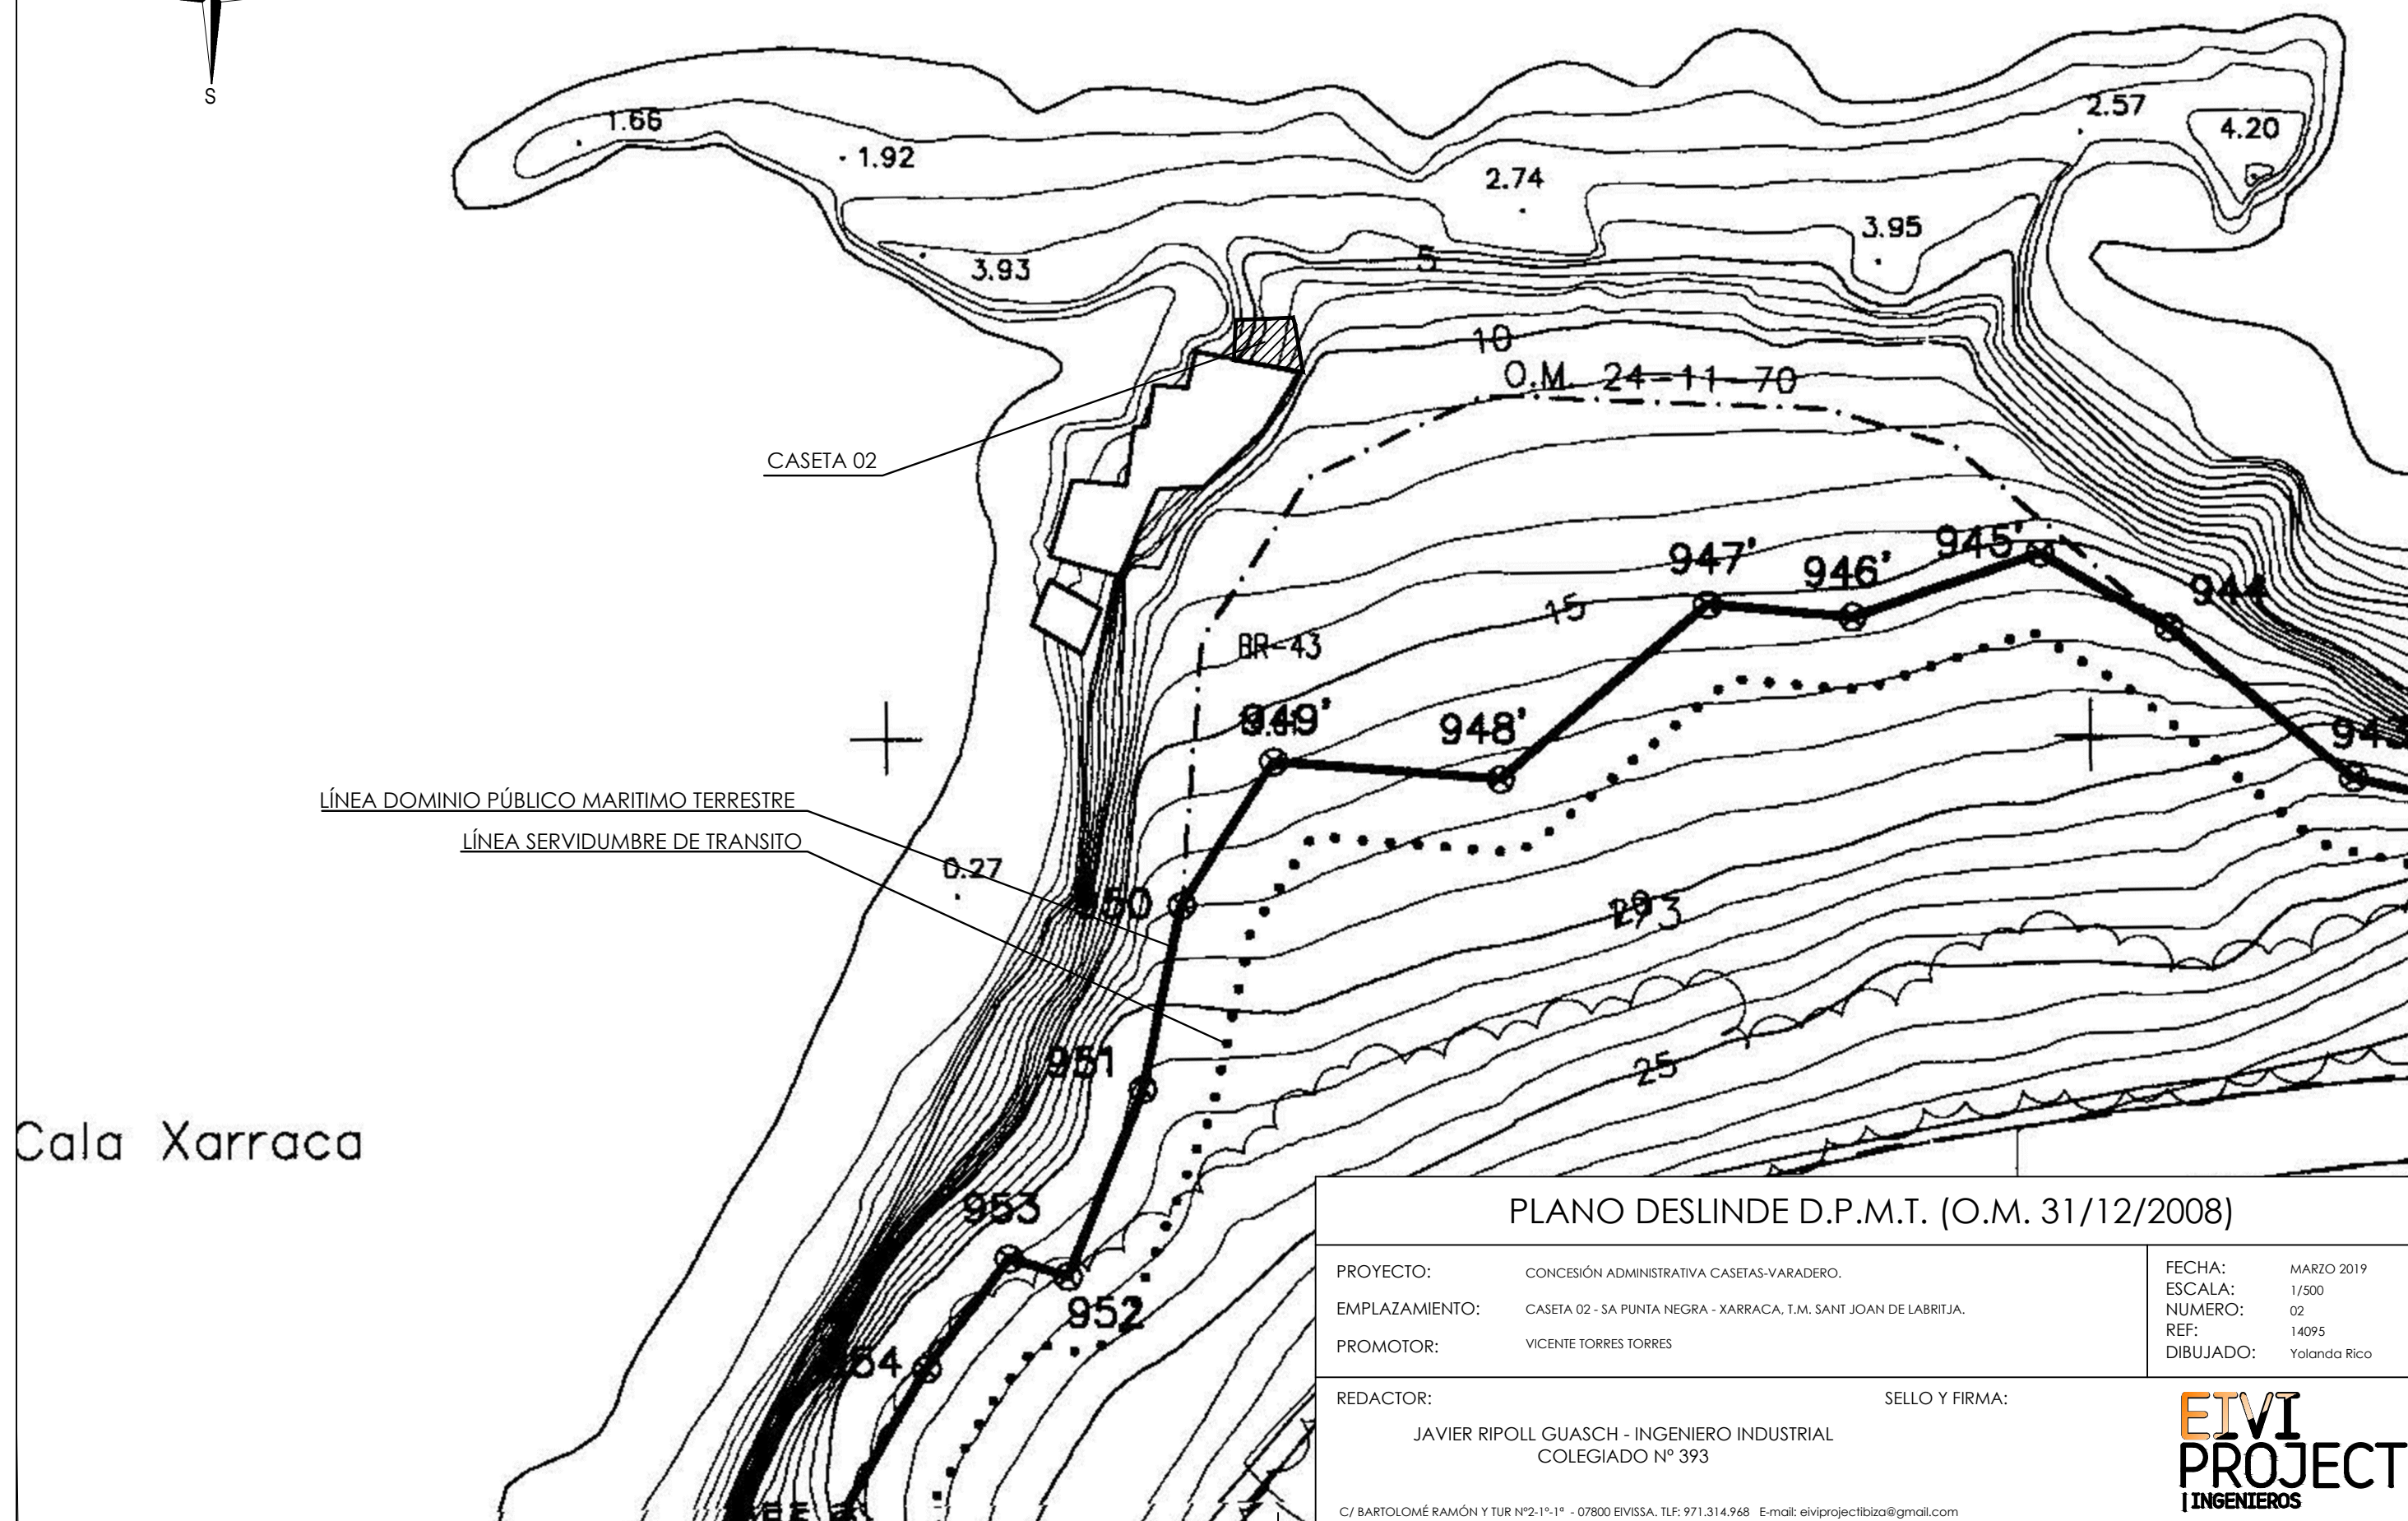 S
1.66
1.92
2.57
4.20
2.74
3.95
3.93
5
10
O.M. 24-11-70
CASETA 02
947'
946'
945'
944
15
BR-43
949'
948'
943
LÍNEA DOMINIO PÚBLICO MARITIMO TERRESTRE
LÍNEA SERVIDUMBRE DE TRANSITO
0.27
951
25
Cala Xarraca
953
952
PLANO DESLINDE D.P.M.T. (O.M. 31/12/2008)
PROYECTO: CONCESIÓN ADMINISTRATIVA CASETAS-VARADERO.
EMPLAZAMIENTO: CASETA 02 - SA PUNTA NEGRA - XARRACA, T.M. SANT JOAN DE LABRITJA.
PROMOTOR: VICENTE TORRES TORRES
FECHA: MARZO 2019
ESCALA: 1/500
NUMERO: 02
REF: 14095
DIBUJADO: Yolanda Rico
REDACTOR:
SELLO Y FIRMA:
JAVIER RIPOLL GUASCH - INGENIERO INDUSTRIAL
COLEGIADO Nº 393
EIVI
PROJECT
| INGENIEROS
C/ BARTOLOMÉ RAMÓN Y TUR Nº2-1º-1ª - 07800 EIVISSA. TLF: 971.314.968 E-mail: eiviprojectibiza@gmail.com